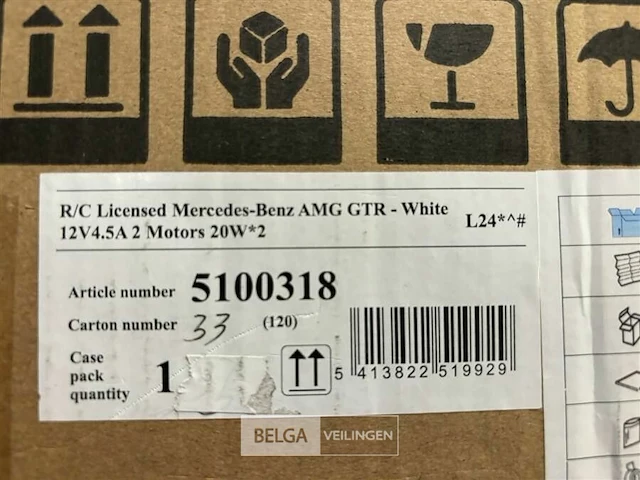 R/C Licensed Mercedes-Benz AMG GTR - White
12V4.5A 2 Motors 20W*2
L24*^#
Article number 5100318
Carton number 33 (120)
Case
pack
quantity 1
5 413822 519929
BELGA VEILINGEN